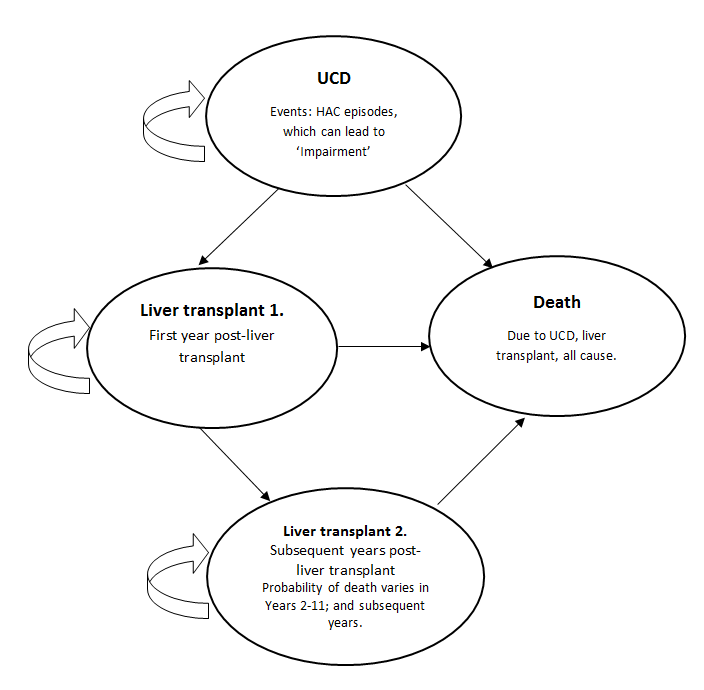 UCD
Events: HAC episodes,
which can lead to
‘Impairment’
Liver transplant 1.
First year post-liver
transplant
Death
Due to UCD, liver
transplant, all cause.
Liver transplant 2.
Subsequent years post-
liver transplant
Probability of death varies in
Years 2-11; and subsequent
years.